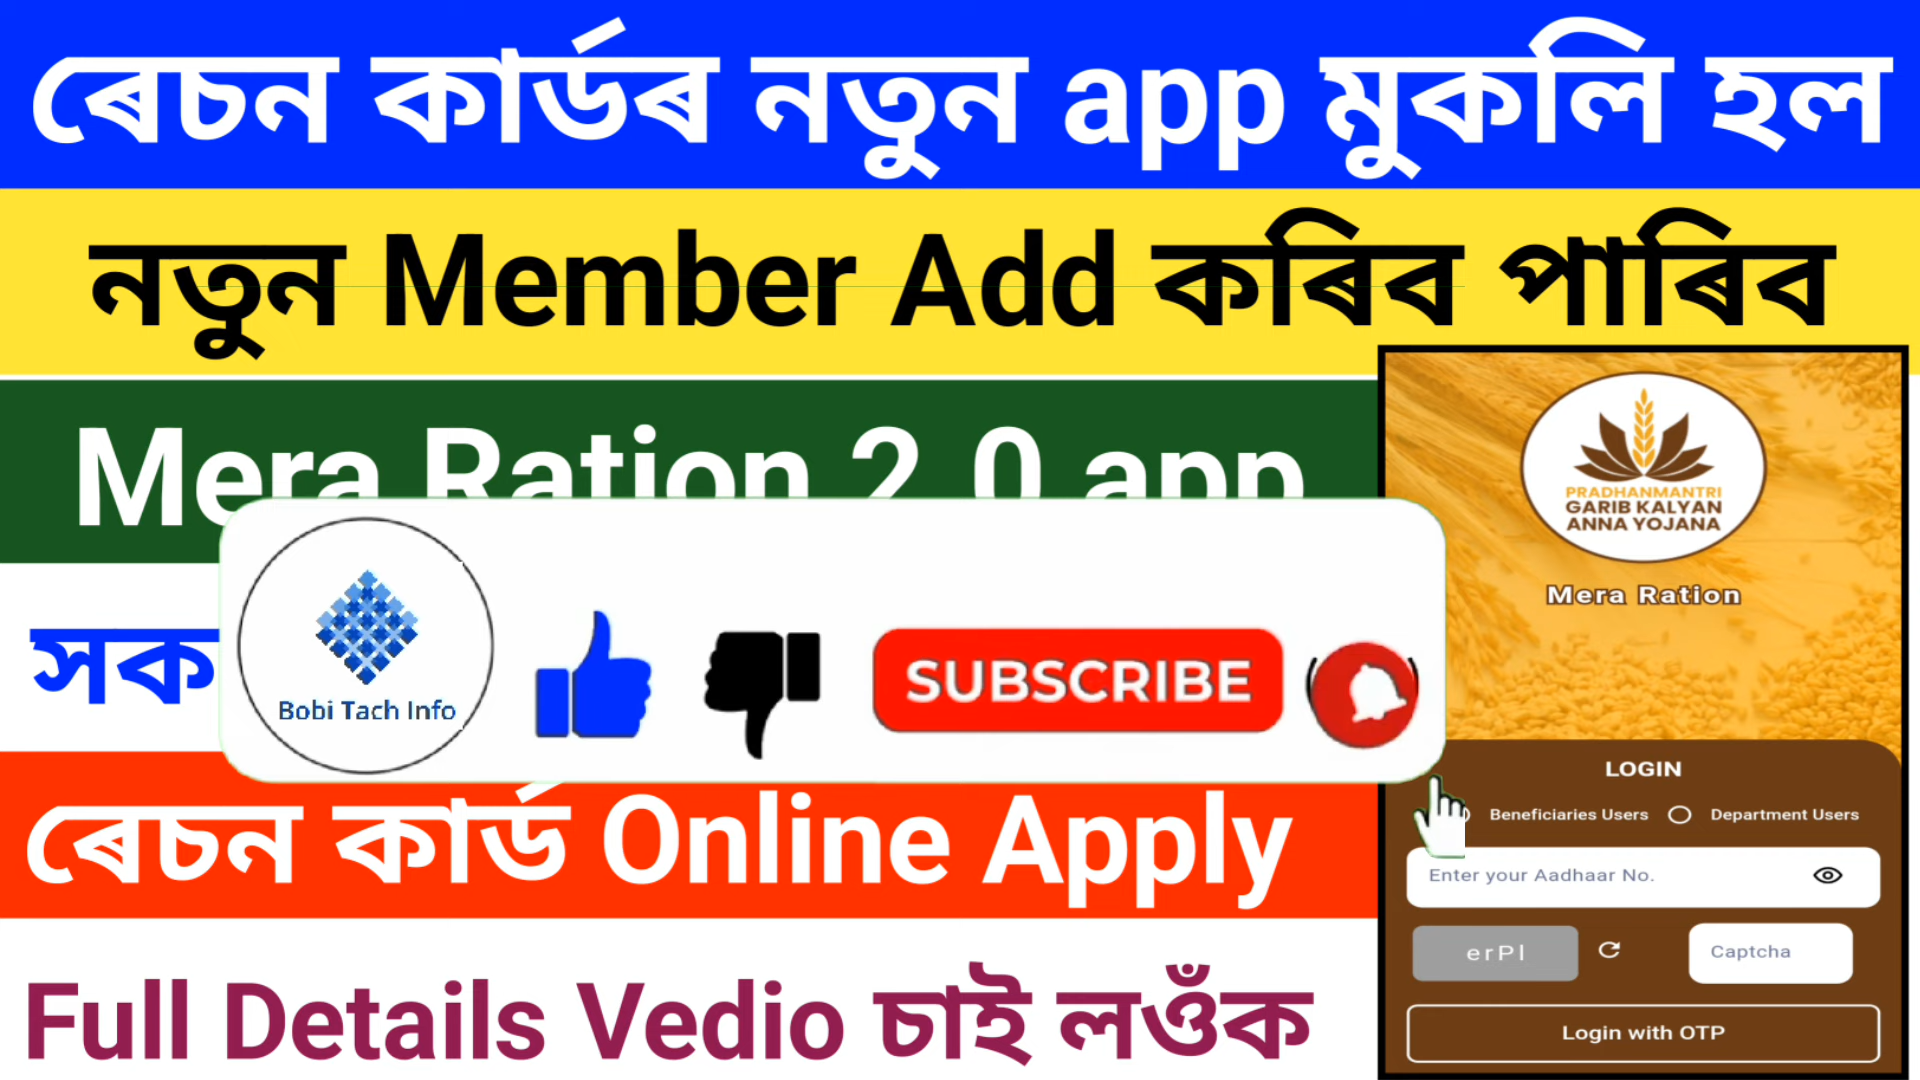 ৰেচন কাৰ্ডৰ নতুন app মুকলি হল
নতুন Member Add কৰিব পাৰিব
Mera Ration 2.0 app
সক
Bobi Tach Info
SUBSCRIBE
ৰেচন কাৰ্ড Online Apply
Full Details Vedio চাই লওঁক
PRADHANMANTRI
GARIB KALYAN
ANNA YOJANA
Mera Ration
LOGIN
Beneficiaries Users Department Users
Enter your Aadhaar No.
erPl Captcha
Login with OTP